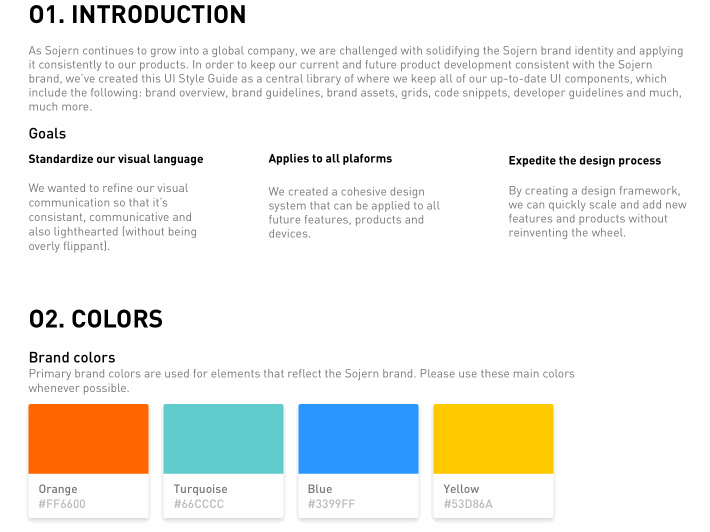 01. INTRODUCTION
As Sojern continues to grow into a global company, we are challenged with solidifying the Sojern brand identity and applying
it consistently to our products. In order to keep our current and future product development consistent with the Sojern
brand, we've created this UI Style Guide as a central library of where we keep all of our up-to-date UI components, which
include the following: brand overview, brand guidelines, brand assets, grids, code snippets, developer guidelines and much,
much more.
Goals
Standardize our visual language
We wanted to refine our visual
communication so that it's
consistant, communicative and
also lighthearted (without being
overly flippant).
Applies to all plaforms
We created a cohesive design
system that can be applied to all
future features, products and
devices.
Expedite the design process
By creating a design framework,
we can quickly scale and add new
features and products without
reinventing the wheel.
02. COLORS
Brand colors
Primary brand colors are used for elements that reflect the Sojern brand. Please use these main colors
whenever possible.
Orange
#FF6600
Turquoise
#66CCCC
Blue
#3399FF
Yellow
#53D86A